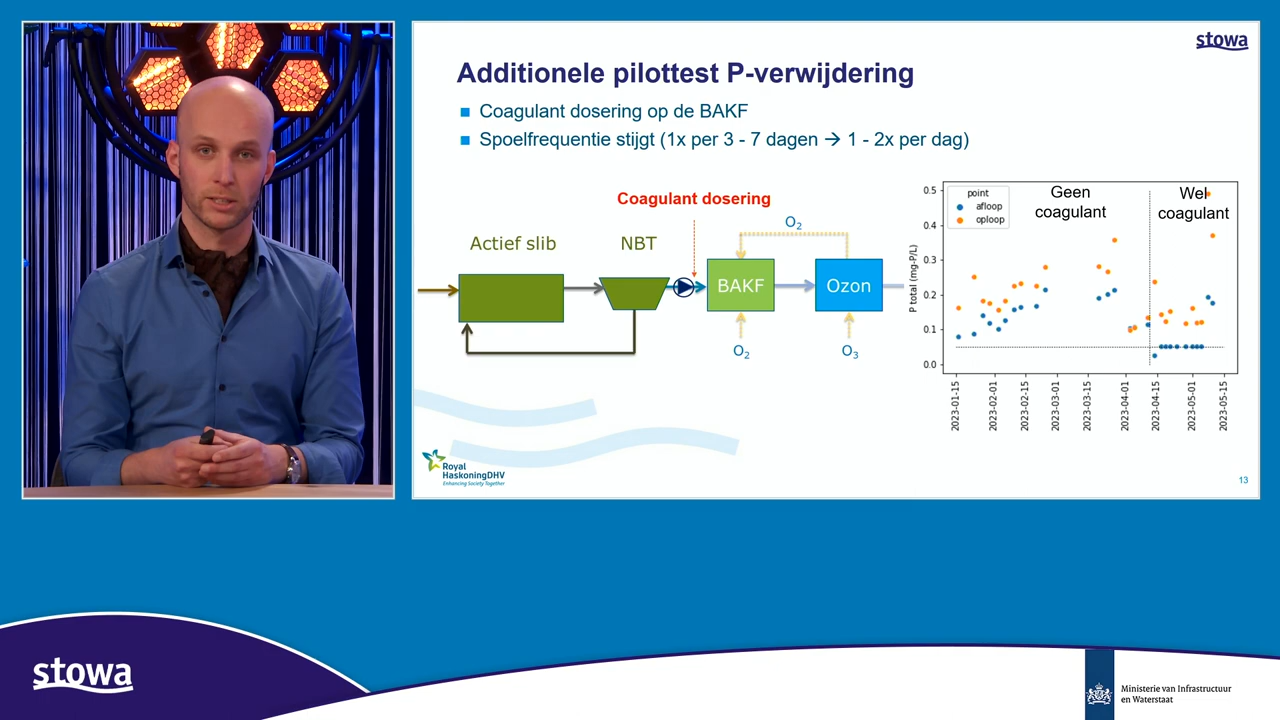 stowa
Additionele pilottest P-verwijdering
Coagulant dosering op de BAKF
Spoelfrequentie stijgt (1x per 3 - 7 dagen → 1 - 2x per dag)
Coagulant dosering
Actief slib
NBT
O2
BAKF
Ozon
O2
O3
point
afloop
oploop
Geen
coagulant
Wel
coagulant
P total (mg-P/L)
0.5
0.4
0.3
0.2
0.1
0.0
2023-01-15
2023-02-01
2023-02-15
2023-03-01
2023-03-15
2023-04-01
2023-04-15
2023-05-01
2023-05-15
Royal
HaskoningDHV
Enhancing Society Together
13
stowa
Ministerie van Infrastructuur
en Waterstaat